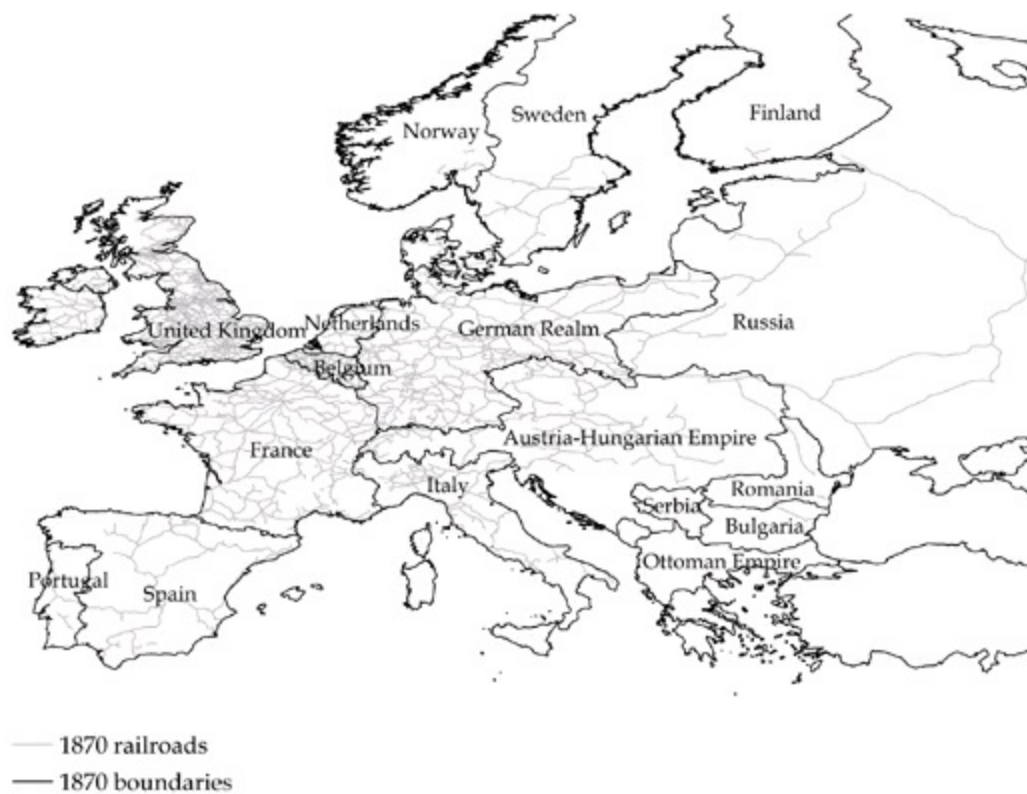 Sweden
Finland
Norway
Netherlands
United Kingdom
German Realm
Russia
Belgium
Austria-Hungarian Empire
France
Italy
Romania
Serbia
Bulgaria
Ottoman Empire
Portugal
Spain
1870 railroads
1870 boundaries